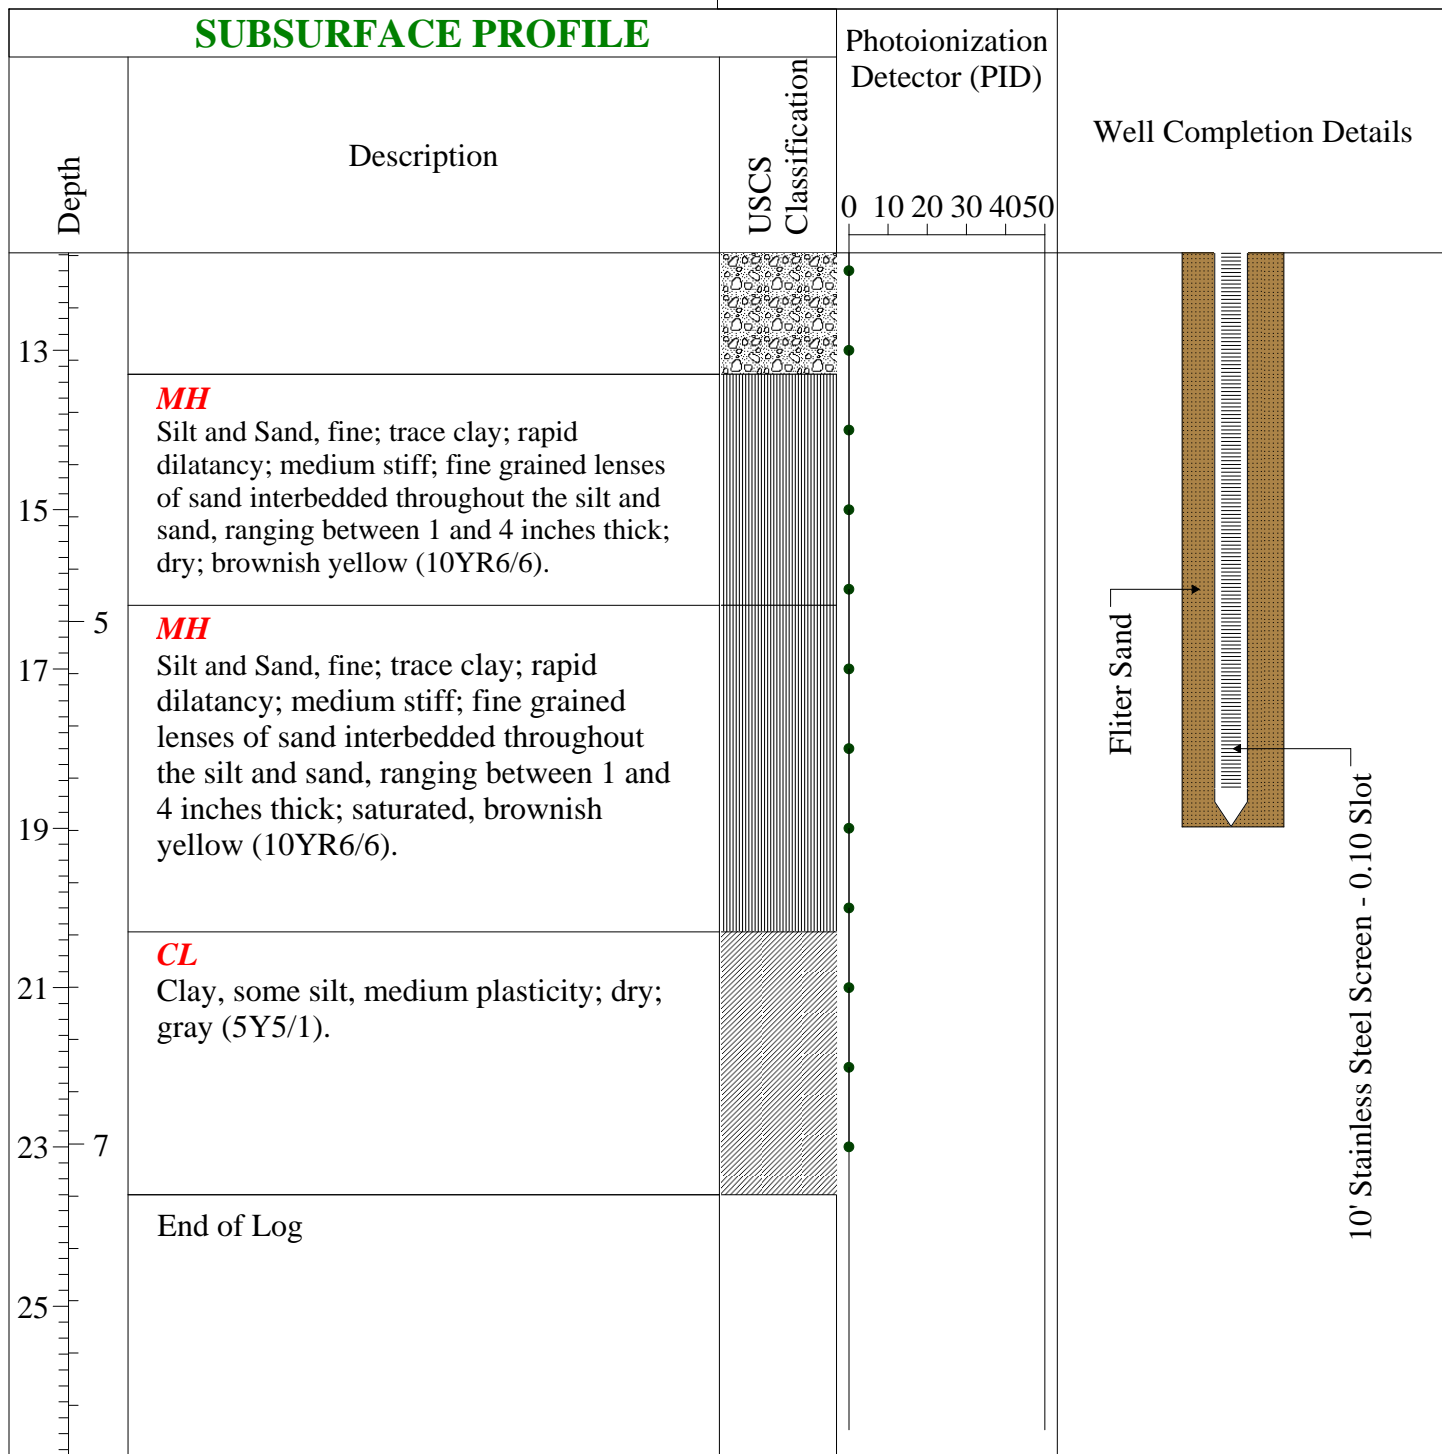 SUBSURFACE PROFILE
Depth
Description
USCS
Classification
Photoionization
Detector (PID)
0 10 20 30 40 50
Well Completion Details
13
MH
Silt and Sand, fine; trace clay; rapid
dilatancy; medium stiff; fine grained lenses
of sand interbedded throughout the silt and
sand, ranging between 1 and 4 inches thick;
dry; brownish yellow (10YR6/6).
15
5
MH
Silt and Sand, fine; trace clay; rapid
dilatancy; medium stiff; fine grained
lenses of sand interbedded throughout
the silt and sand, ranging between 1 and
4 inches thick; saturated, brownish
yellow (10YR6/6).
17
19
Fliter Sand
10' Stainless Steel Screen - 0.10 Slot
CL
Clay, some silt, medium plasticity; dry;
gray (5Y5/1).
21
23
7
End of Log
25